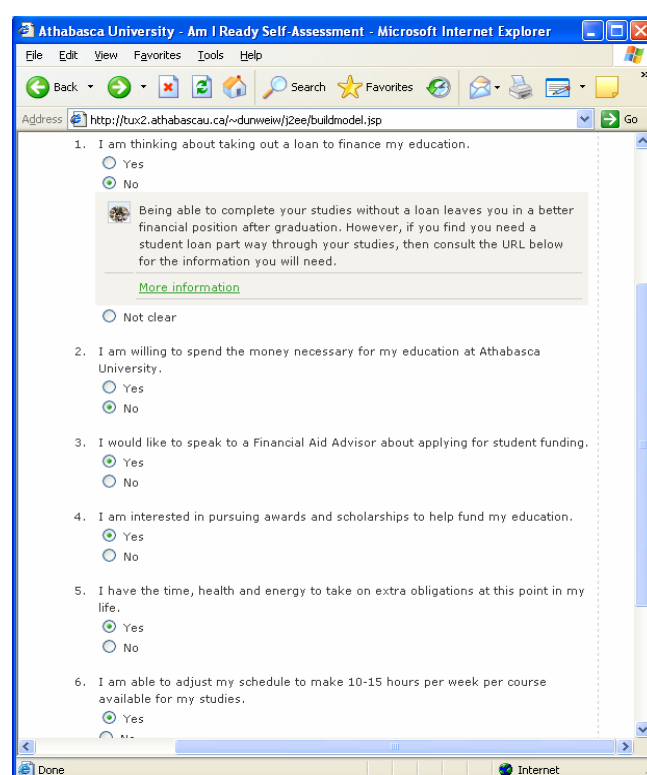 Athabasca University - Am I Ready Self-Assessment - Microsoft Internet Explorer
File Edit View Favorites Tools Help
Back Search Favorites »
Address http://tux2.athabascau.ca/~dunweiw/j2ee/buildmodel.jsp Go
1. I am thinking about taking out a loan to finance my education.
Yes
No
Being able to complete your studies without a loan leaves you in a better
financial position after graduation. However, if you find you need a
student loan part way through your studies, then consult the URL below
for the information you will need.
More information
Not clear
2. I am willing to spend the money necessary for my education at Athabasca
University.
Yes
No
3. I would like to speak to a Financial Aid Advisor about applying for student funding.
Yes
No
4. I am interested in pursuing awards and scholarships to help fund my education.
Yes
No
5. I have the time, health and energy to take on extra obligations at this point in my
life.
Yes
No
6. I am able to adjust my schedule to make 10-15 hours per week per course
available for my studies.
Yes
No
Done Internet